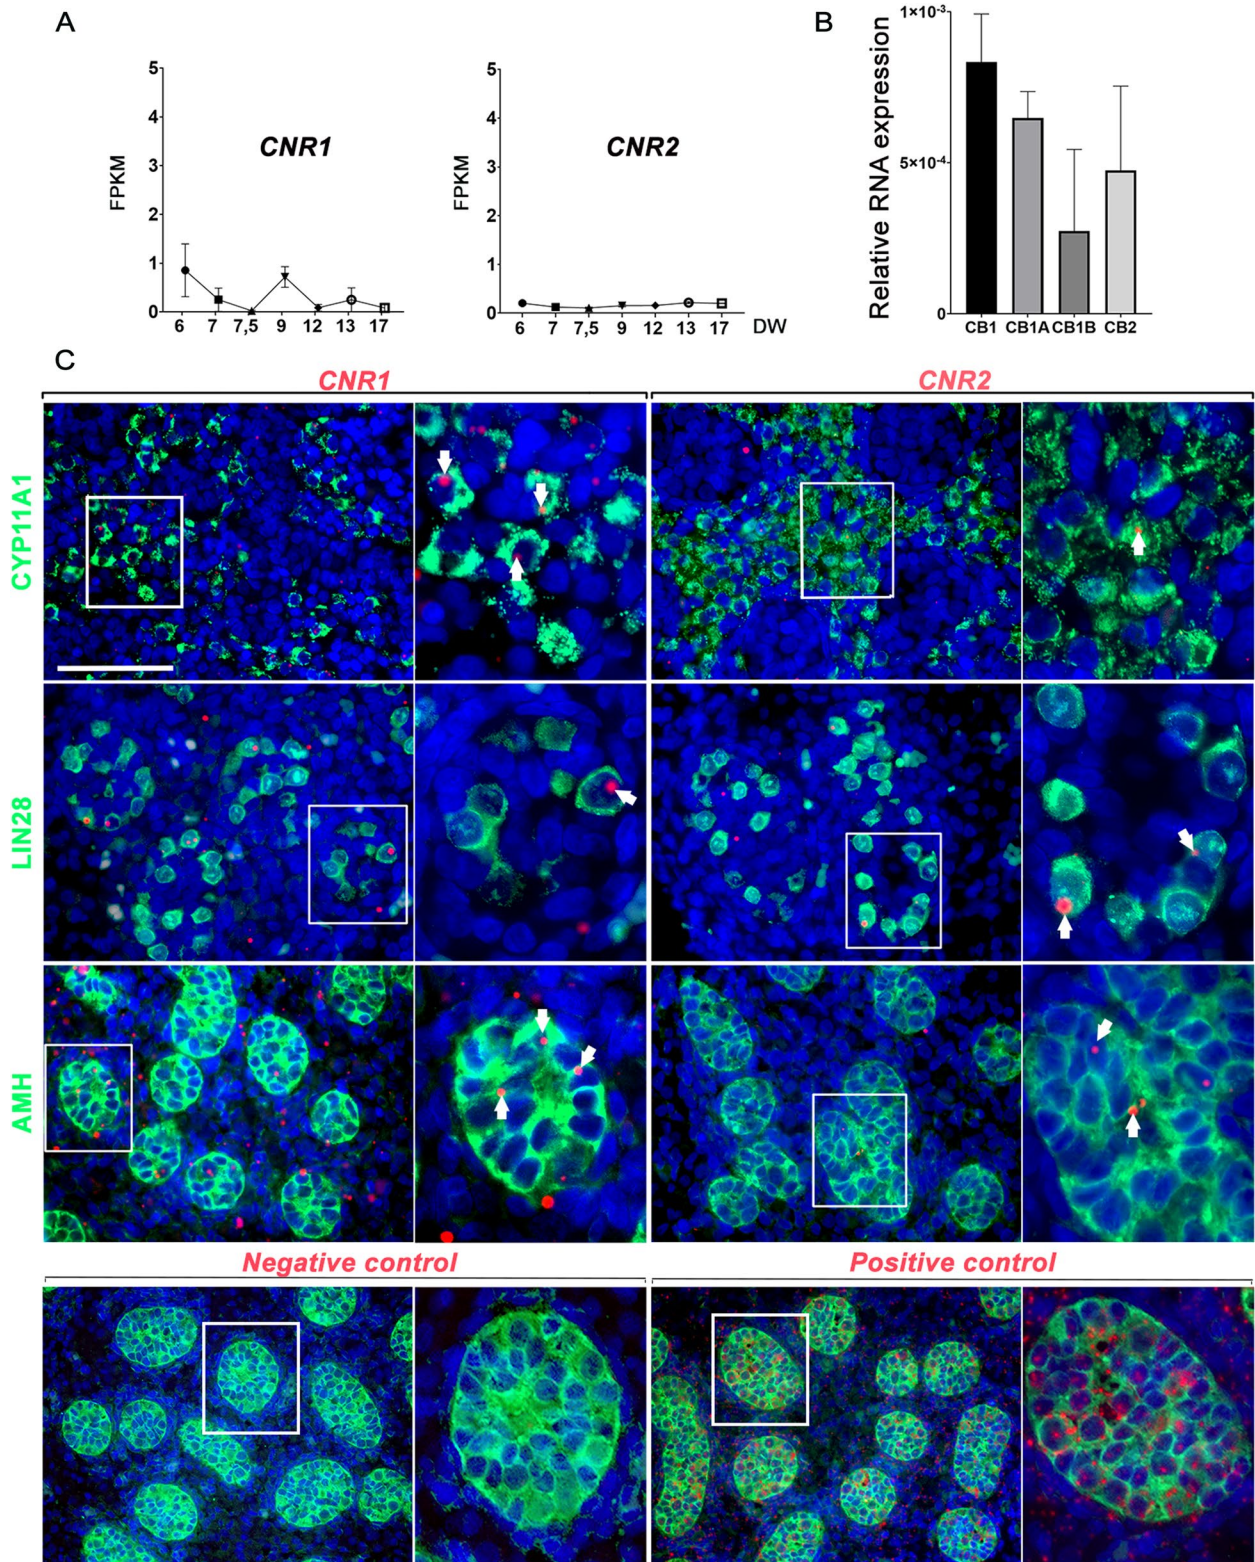 A
B
5
4
3
2
1
0
FPKM
CNR1
6 7 7,5 9 12 13 17
5
4
3
2
1
0
FPKM
CNR2
6 7 7,5 9 12 13 17 DW
Relative RNA expression
1×10-3
5×10-4
0
CB1 CB1A CB1B CB2
C
CNR1
CNR2
CYP11A1
LIN28
AMH
Negative control
Positive control